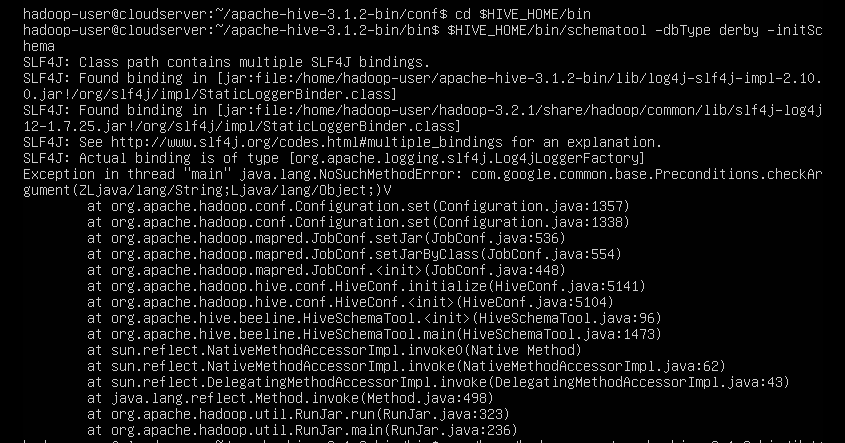 hadoop-user@cloudserver:~/apache-hive-3.1.2-bin/conf$ cd $HIVE_HOME/bin
hadoop-user@cloudserver:~/apache-hive-3.1.2-bin/bin$ $HIVE_HOME/bin/schematool -dbType derby -initSc
hema
SLF4J: Class path contains multiple SLF4J bindings.
SLF4J: Found binding in [jar:file:/home/hadoop-user/apache-hive-3.1.2-bin/lib/log4j-slf4j-impl-2.10.
0.jar!/org/slf4j/impl/StaticLoggerBinder.class]
SLF4J: Found binding in [jar:file:/home/hadoop-user/hadoop-3.2.1/share/hadoop/common/lib/slf4j-log4j
12-1.7.25.jar!/org/slf4j/impl/StaticLoggerBinder.class]
SLF4J: See http://www.slf4j.org/codes.html#multiple_bindings for an explanation.
SLF4J: Actual binding is of type [org.apache.logging.slf4j.Log4jLoggerFactory]
Exception in thread "main" java.lang.NoSuchMethodError: com.google.common.base.Preconditions.checkAr
gument(ZLjava/lang/String;Ljava/lang/Object;)V
at org.apache.hadoop.conf.Configuration.set(Configuration.java:1357)
at org.apache.hadoop.conf.Configuration.set(Configuration.java:1338)
at org.apache.hadoop.mapred.JobConf.setJar(JobConf.java:536)
at org.apache.hadoop.mapred.JobConf.setJarByClass(JobConf.java:554)
at org.apache.hadoop.mapred.JobConf.<init>(JobConf.java:448)
at org.apache.hadoop.hive.conf.HiveConf.initialize(HiveConf.java:5141)
at org.apache.hadoop.hive.conf.HiveConf.<init>(HiveConf.java:5104)
at org.apache.hive.beeline.HiveSchemaTool.<init>(HiveSchemaTool.java:96)
at org.apache.hive.beeline.HiveSchemaTool.main(HiveSchemaTool.java:1473)
at sun.reflect.NativeMethodAccessorImpl.invoke0(Native Method)
at sun.reflect.NativeMethodAccessorImpl.invoke(NativeMethodAccessorImpl.java:62)
at sun.reflect.DelegatingMethodAccessorImpl.invoke(DelegatingMethodAccessorImpl.java:43)
at java.lang.reflect.Method.invoke(Method.java:498)
at org.apache.hadoop.util.RunJar.run(RunJar.java:323)
at org.apache.hadoop.util.RunJar.main(RunJar.java:236)